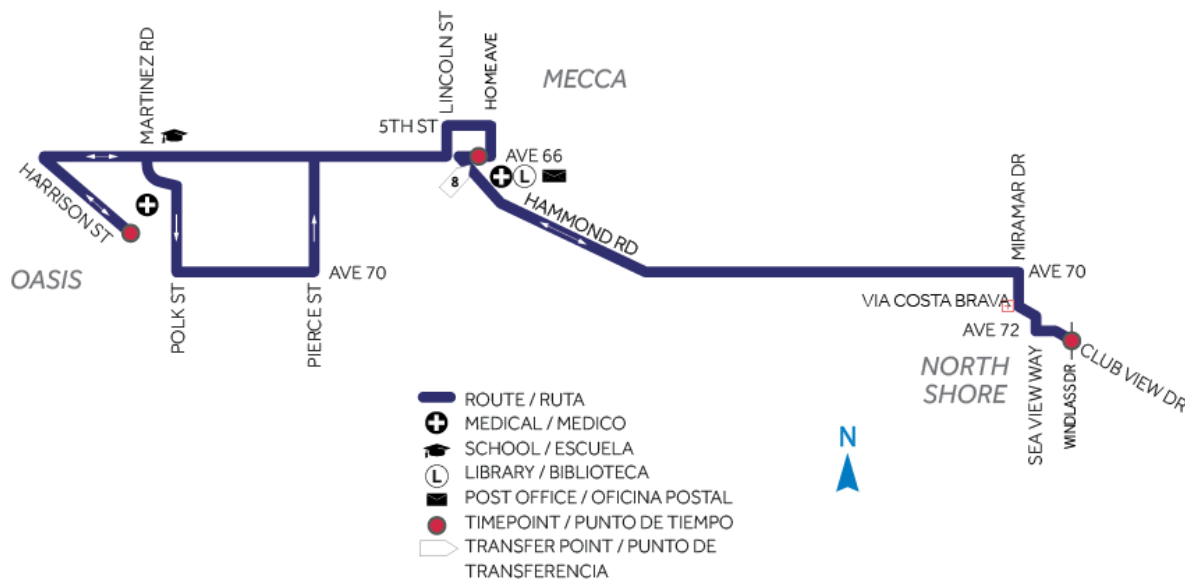 MARTINEZ RD
LINCOLN ST
HOME AVE
MECCA
5TH ST
AVE 66
8
L
HARRISON ST
HAMMOND RD
MIRAMAR DR
OASIS
POLK ST
PIERCE ST
AVE 70
AVE 70
VIA COSTA BRAVA
AVE 72
NORTH
SHORE
SEA VIEW WAY
WINDLASS DR
CLUB VIEW DR
ROUTE / RUTA
MEDICAL / MEDICO
SCHOOL / ESCUELA
L LIBRARY / BIBLIOTECA
POST OFFICE / OFICINA POSTAL
TIMEPOINT / PUNTO DE TIEMPO
TRANSFER POINT / PUNTO DE
TRANSFERENCIA
N